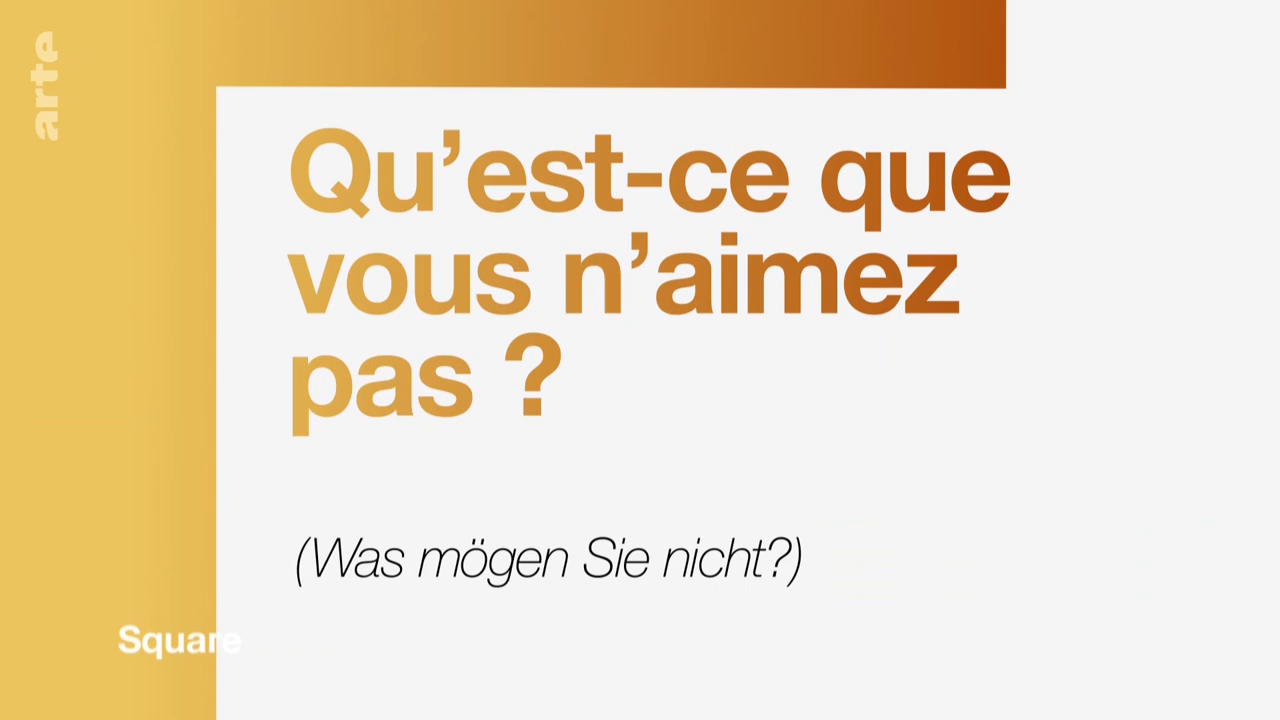 arte
Qu’est-ce que
vous n’aimez
pas ?
(Was mögen Sie nicht?)
Square